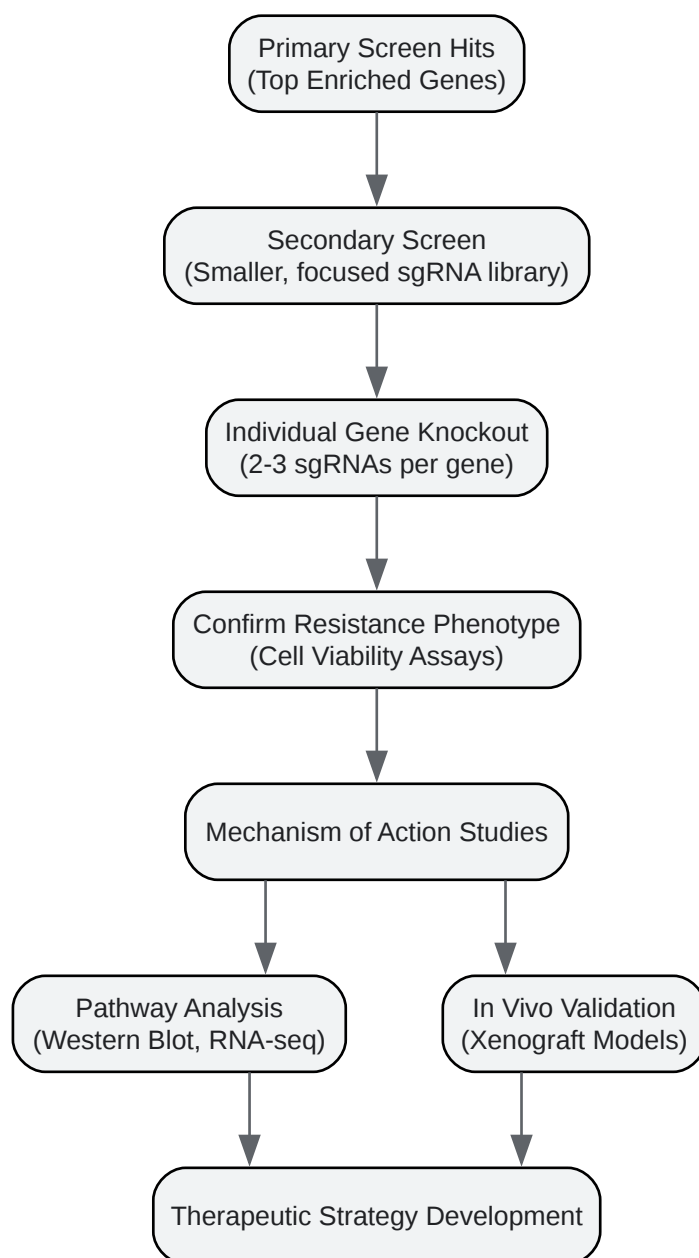 Primary Screen Hits
(Top Enriched Genes)
Secondary Screen
(Smaller, focused sgRNA library)
Individual Gene Knockout
(2-3 sgRNAs per gene)
Confirm Resistance Phenotype
(Cell Viability Assays)
Mechanism of Action Studies
Pathway Analysis
(Western Blot, RNA-seq)
In Vivo Validation
(Xenograft Models)
Therapeutic Strategy Development